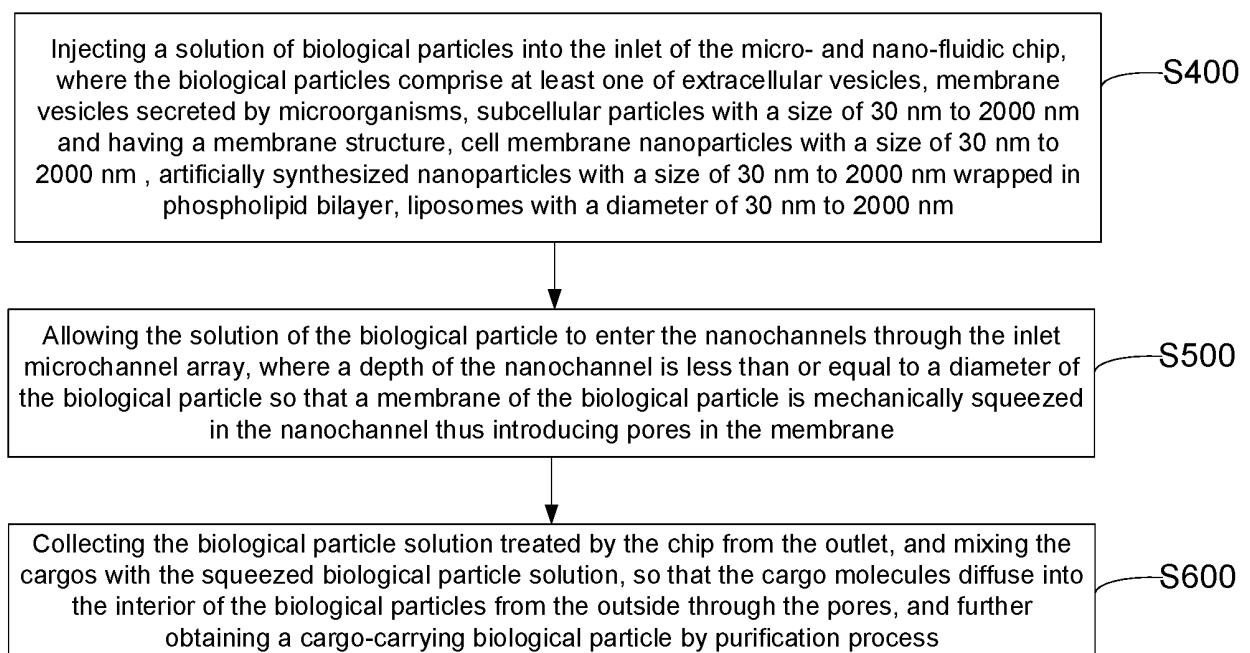 Injecting a solution of biological particles into the inlet of the micro- and nano-fluidic chip,
where the biological particles comprise at least one of extracellular vesicles, membrane
vesicles secreted by microorganisms, subcellular particles with a size of 30 nm to 2000 nm
and having a membrane structure, cell membrane nanoparticles with a size of 30 nm to
2000 nm , artificially synthesized nanoparticles with a size of 30 nm to 2000 nm wrapped in
phospholipid bilayer, liposomes with a diameter of 30 nm to 2000 nm
S400
Allowing the solution of the biological particle to enter the nanochannels through the inlet
microchannel array, where a depth of the nanochannel is less than or equal to a diameter of
the biological particle so that a membrane of the biological particle is mechanically squeezed
in the nanochannel thus introducing pores in the membrane
S500
Collecting the biological particle solution treated by the chip from the outlet, and mixing the
cargos with the squeezed biological particle solution, so that the cargo molecules diffuse into
the interior of the biological particles from the outside through the pores, and further
obtaining a cargo-carrying biological particle by purification process
S600